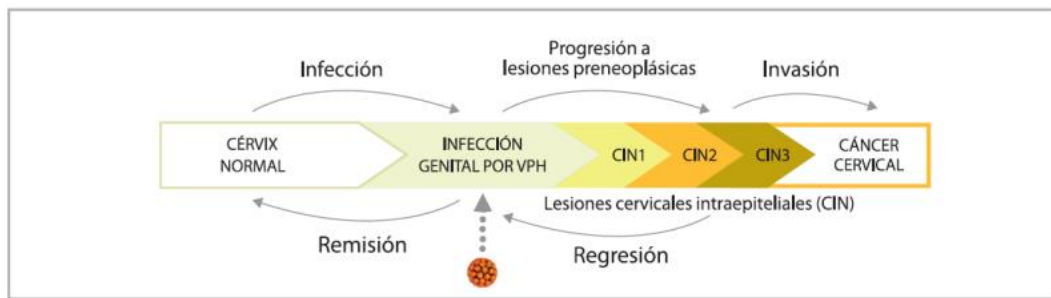 Infección
Progresión a
lesiones preneoplásicas
Invasión
CÉRVIX
NORMAL
INFECCIÓN
GENITAL POR VPH
CIN1
CIN2
CIN3
CÁNCER
CERVICAL
Lesiones cervicales intraepiteliales (CIN)
Remisión
Regresión